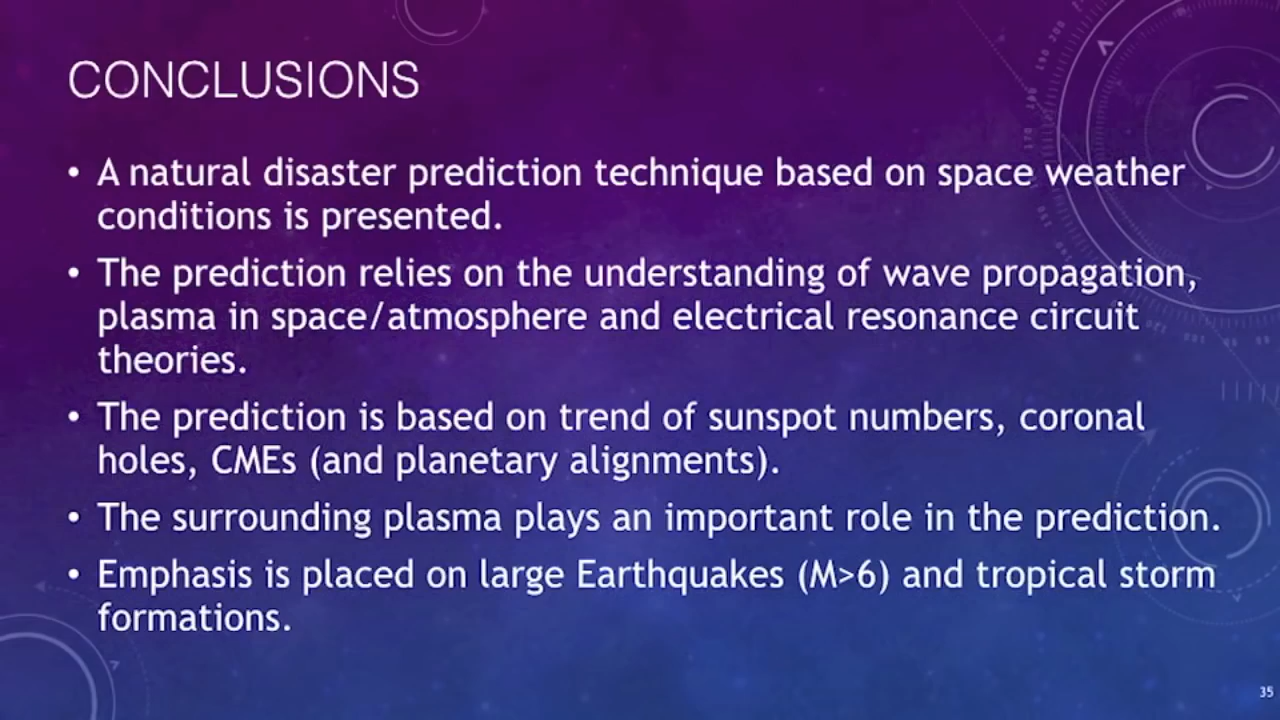 CONCLUSIONS
• A natural disaster prediction technique based on space weather
conditions is presented.
• The prediction relies on the understanding of wave propagation,
plasma in space/atmosphere and electrical resonance circuit
theories.
• The prediction is based on trend of sunspot numbers, coronal
holes, CMEs (and planetary alignments).
• The surrounding plasma plays an important role in the prediction.
• Emphasis is placed on large Earthquakes (M>6) and tropical storm
formations.
35